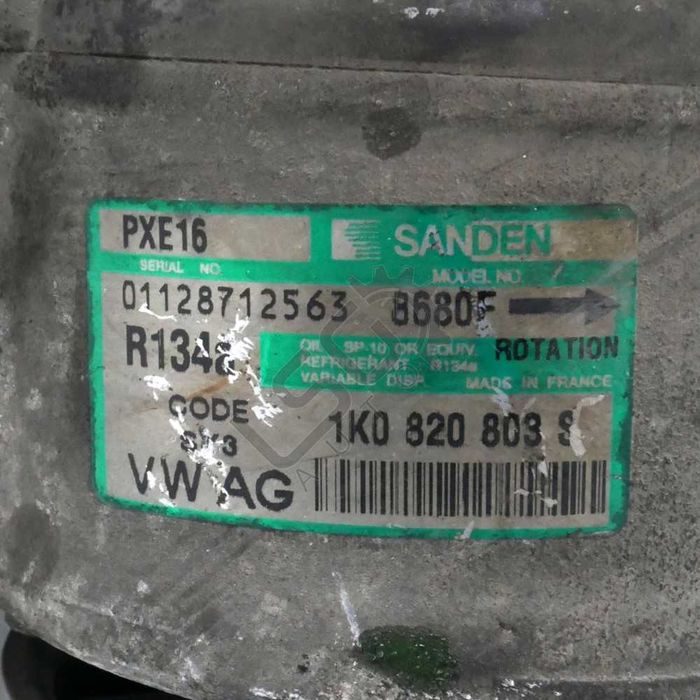 PXE16 SANDEN
SERIAL NO MODEL NO
01128712563 8680F
R134a
OIL SP-10 OR EQUIV.
REFRIGERANT R134a
VARIABLE DISP. MADE IN FRANCE
ROTATION
CODE
SK3
1K0 820 803 S
VW AG